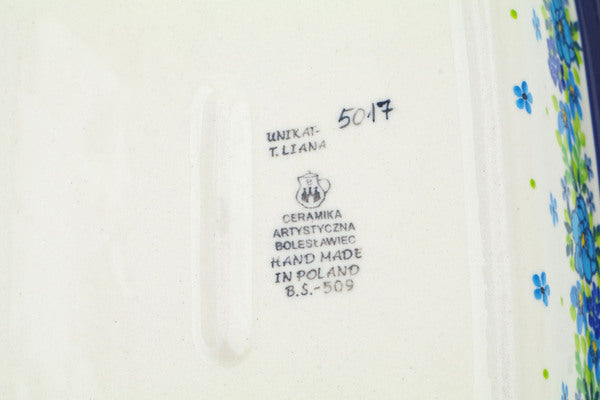 UNIKAT- 5017
T. LIANA
CERAMIKA
ARTYSTYCZNA
BOLESŁAWIEC
HAND MADE
IN POLAND
B.S.-509